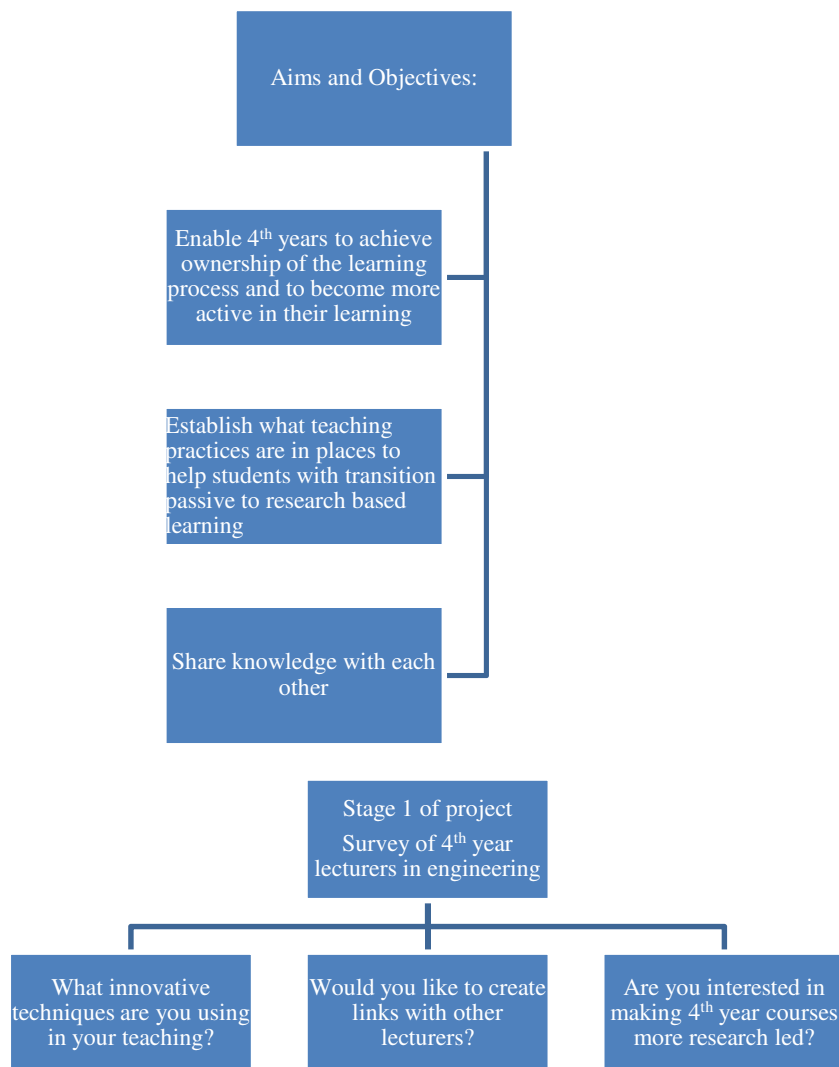 Aims and Objectives:
Enable 4th years to achieve
ownership of the learning
process and to become more
active in their learning
Establish what teaching
practices are in places to
help students with transition
passive to research based
learning
Share knowledge with each
other
Stage 1 of project
Survey of 4th year
lecturers in engineering
What innovative
techniques are you using
in your teaching?
Would you like to create
links with other
lecturers?
Are you interested in
making 4th year courses
more research led?